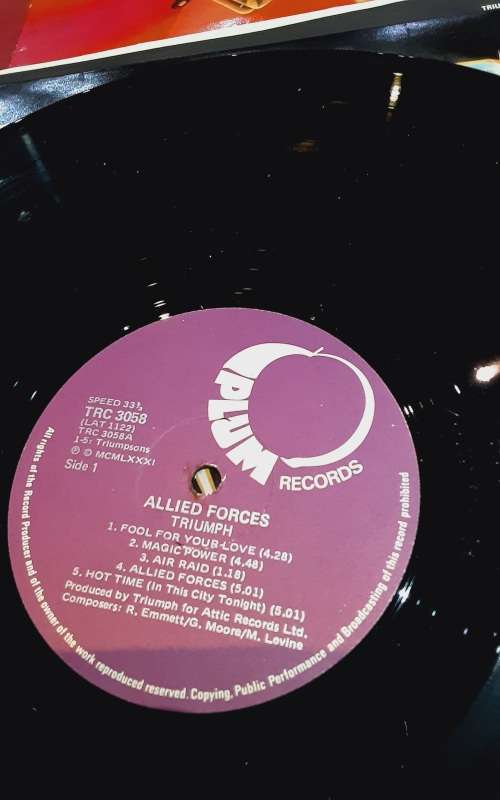 TRIU
WPLUM
RECORDS
SPEED 33⅓
TRC 3058
(LAT 1122)
TRC 3058A
1-5: Triumpsons
Ⓟ © MCMLXXXI
Side 1
ALLIED FORCES
TRIUMPH
1. FOOL FOR YOUR LOVE (4.28)
2. MAGIC POWER (4,48)
3. AIR RAID (1.18)
4. ALLIED FORCES (5.01)
5. HOT TIME (In This City Tonight) (5.01)
Produced by Triumph for Attic Records Ltd.
Composers: R. Emmett/G. Moore/M. Levine
All rights of the Record Producer and of the owner of the work reproduced reserved. Copying, Public Performance and Broadcasting of this record prohibited